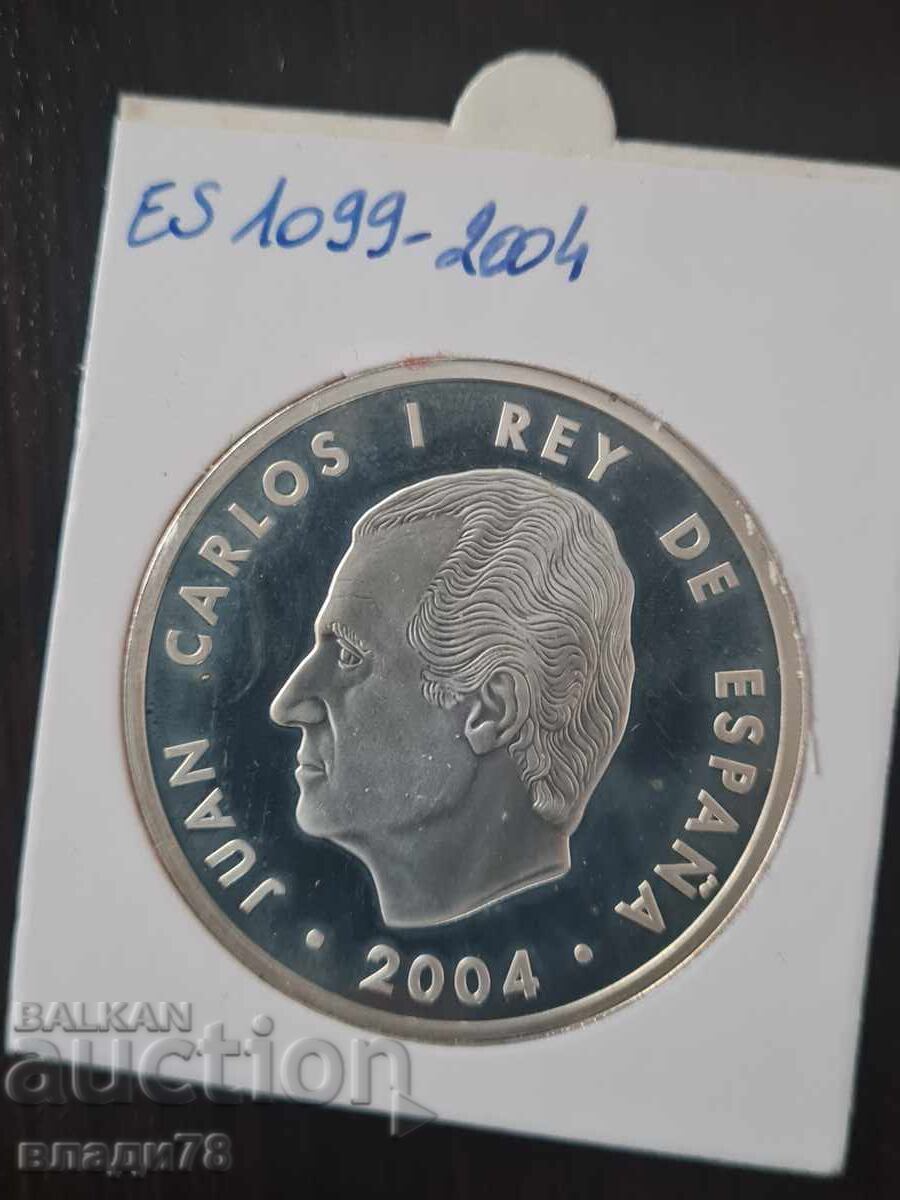 ES 1099-2004
JUAN CARLOS I REY DE ESPAÑA
• 2004 •
BALKAN
auction
влади78